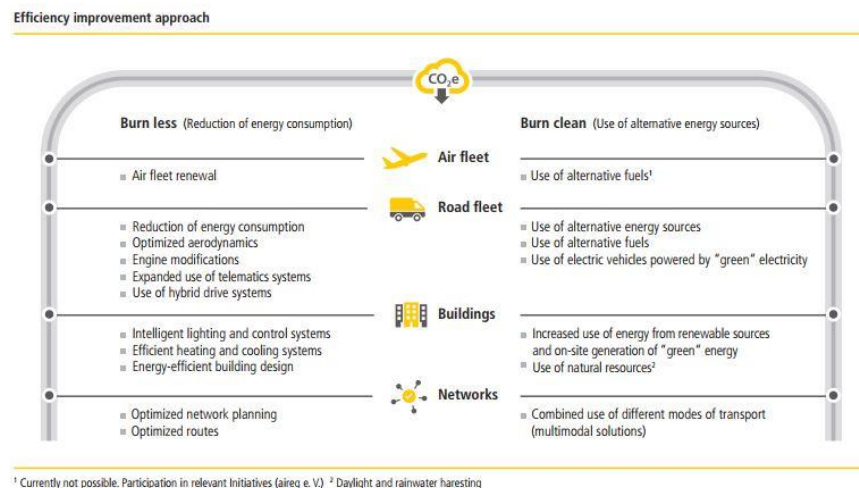 Efficiency improvement approach
CO₂e
Burn less (Reduction of energy consumption)
Burn clean (Use of alternative energy sources)
Air fleet
Air fleet renewal
Use of alternative fuels¹
Road fleet
Reduction of energy consumption
Optimized aerodynamics
Engine modifications
Expanded use of telematics systems
Use of hybrid drive systems
Use of alternative energy sources
Use of alternative fuels
Use of electric vehicles powered by “green” electricity
Buildings
Intelligent lighting and control systems
Efficient heating and cooling systems
Energy-efficient building design
Increased use of energy from renewable sources
and on-site generation of “green” energy
Use of natural resources²
Networks
Optimized network planning
Optimized routes
Combined use of different modes of transport
(multimodal solutions)
¹ Currently not possible. Participation in relevant Initiatives (aireg e. V.) ² Daylight and rainwater haresting